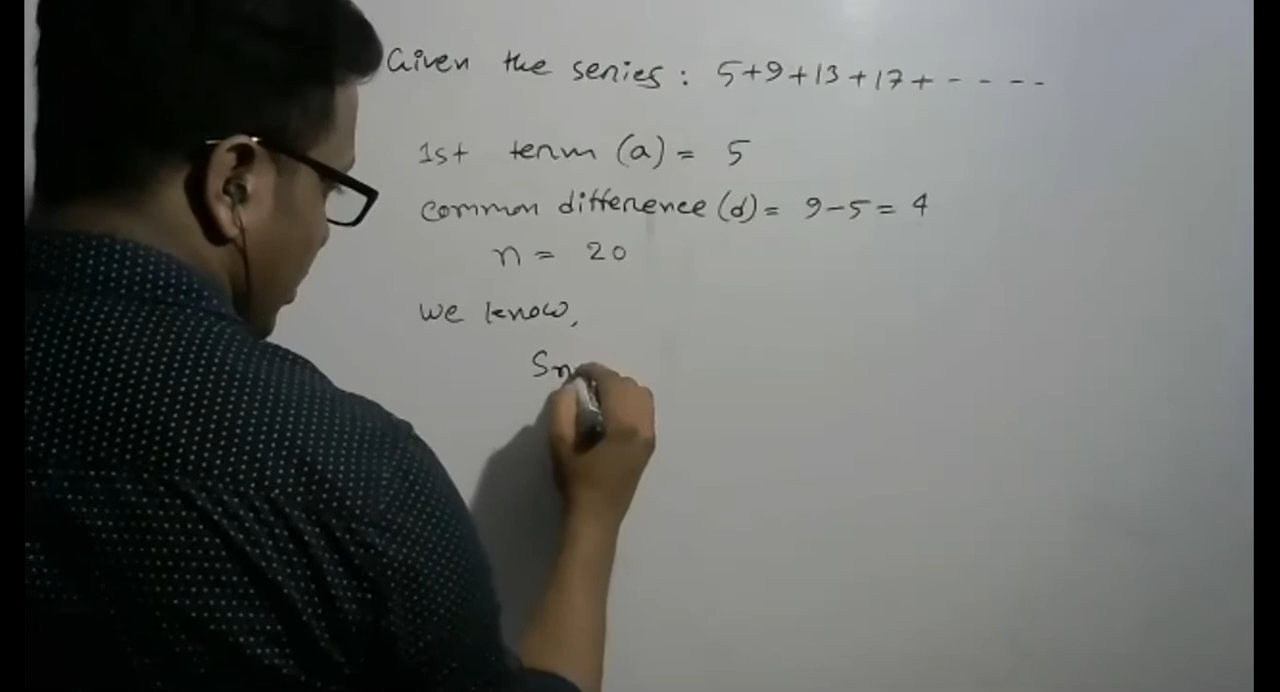 Given the series: 5+9+13+17+----
1st term (a) = 5
common difference (d) = 9-5 = 4
n = 20
we know,
Sn